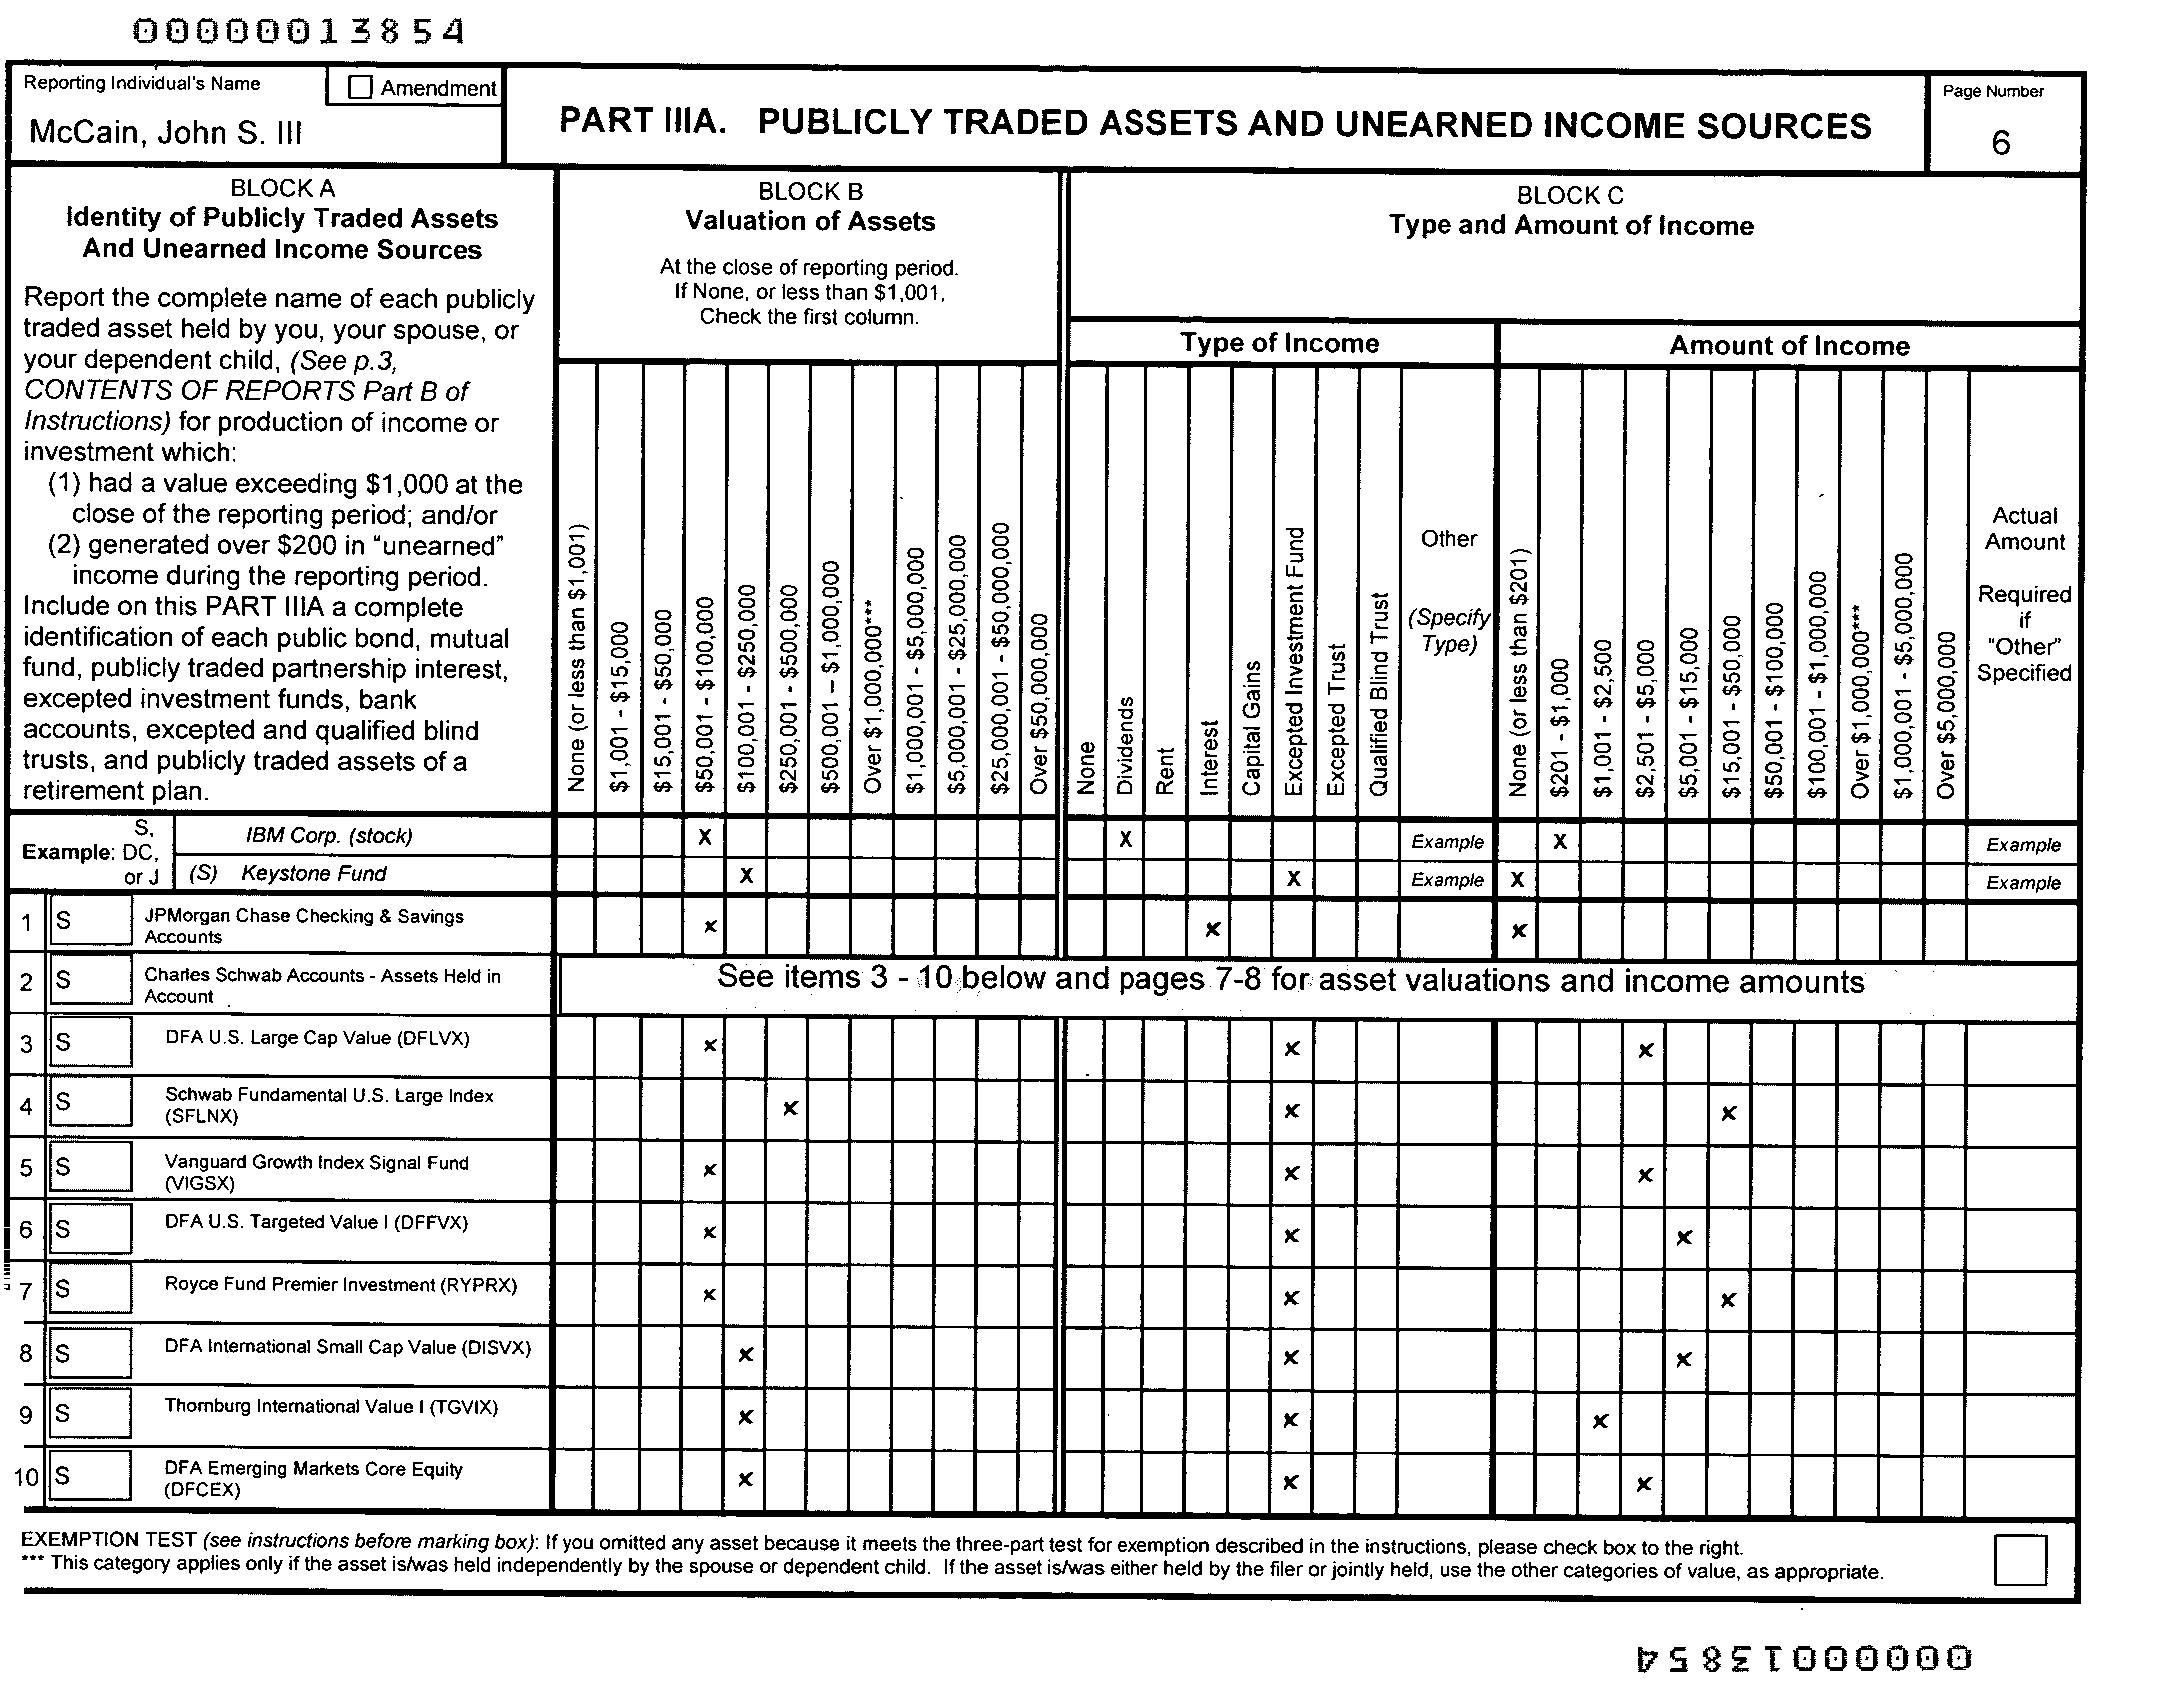 00000013854
Reporting Individual's Name
Amendment
McCain, John S. III
PART IIIA. PUBLICLY TRADED ASSETS AND UNEARNED INCOME SOURCES
Page Number
6
BLOCK A
Identity of Publicly Traded Assets
And Unearned Income Sources
Report the complete name of each publicly
traded asset held by you, your spouse, or
your dependent child, (See p.3,
CONTENTS OF REPORTS Part B of
Instructions) for production of income or
investment which:
(1) had a value exceeding $1,000 at the
close of the reporting period; and/or
(2) generated over $200 in "unearned"
income during the reporting period.
Include on this PART IIIA a complete
identification of each public bond, mutual
fund, publicly traded partnership interest,
excepted investment funds, bank
accounts, excepted and qualified blind
trusts, and publicly traded assets of a
retirement plan.
BLOCK B
Valuation of Assets
At the close of reporting period.
If None, or less than $1,001,
Check the first column.
None (or less than $1,001)
$1,001 - $15,000
$15,001 - $50,000
$50,001 - $100,000
$100,001 - $250,000
$250,001 - $500,000
$500,001 – $1,000,000
Over $1,000,000***
$1,000,001 - $5,000,000
$5,000,001 - $25,000,000
$25,000,001 - $50,000,000
Over $50,000,000
BLOCK C
Type and Amount of Income
Type of Income
None
Dividends
Rent
Interest
Capital Gains
Excepted Investment Fund
Excepted Trust
Qualified Blind Trust
Other
(Specify
Type)
Amount of Income
None (or less than $201)
$201 - $1,000
$1,001 - $2,500
$2,501 - $5,000
$5,001 - $15,000
$15,001 - $50,000
$50,001 - $100,000
$100,001 - $1,000,000
Over $1,000,000***
$1,000,001 - $5,000,000
Over $5,000,000
Actual
Amount
Required
if
"Other"
Specified
Example: S, DC, or J
IBM Corp. (stock) X X Example X Example
(S) Keystone Fund X X Example X Example
1 S JPMorgan Chase Checking & Savings
Accounts x x x
2 S Charles Schwab Accounts - Assets Held in
Account
See items 3 - 10 below and pages 7-8 for asset valuations and income amounts
3 S DFA U.S. Large Cap Value (DFLVX) x x x
4 S Schwab Fundamental U.S. Large Index
(SFLNX) x x x
5 S Vanguard Growth Index Signal Fund
(VIGSX) x x x
6 S DFA U.S. Targeted Value I (DFFVX) x x x
7 S Royce Fund Premier Investment (RYPRX) x x x
8 S DFA International Small Cap Value (DISVX) x x x
9 S Thornburg International Value I (TGVIX) x x x
10 S DFA Emerging Markets Core Equity
(DFCEX) x x x
EXEMPTION TEST (see instructions before marking box): If you omitted any asset because it meets the three-part test for exemption described in the instructions, please check box to the right.
*** This category applies only if the asset is/was held independently by the spouse or dependent child. If the asset is/was either held by the filer or jointly held, use the other categories of value, as appropriate.
00000013854